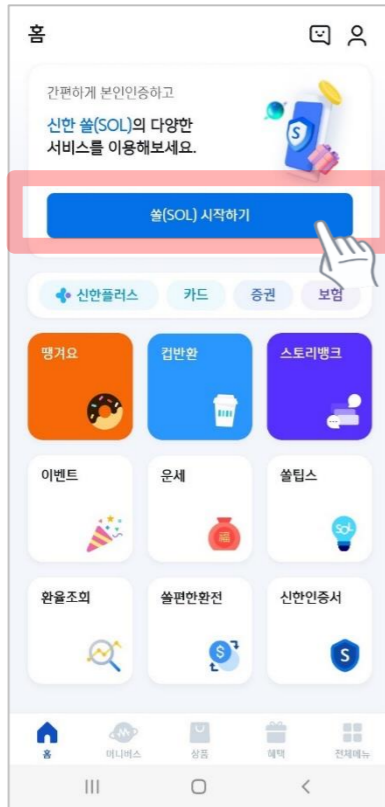 홈
간편하게 본인인증하고
신한 쏠(SOL)의 다양한
서비스를 이용해보세요.
S
쏠(SOL) 시작하기
신한플러스 카드 증권 보험
땡겨요 컵반환 스토리뱅크
이벤트 운세 쏠팁스
SOL
환율조회 쏠편한환전 신한인증서
S S
홈 머니버스 상품 혜택 전체메뉴